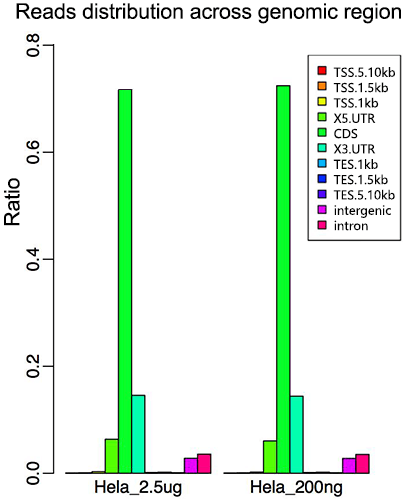 Reads distribution across genomic region
Ratio
0.8
0.6
0.4
0.2
0.0
TSS.5.10kb
TSS.1.5kb
TSS.1kb
X5.UTR
CDS
X3.UTR
TES.1kb
TES.1.5kb
TES.5.10kb
intergenic
intron
Hela_2.5ug
Hela_200ng